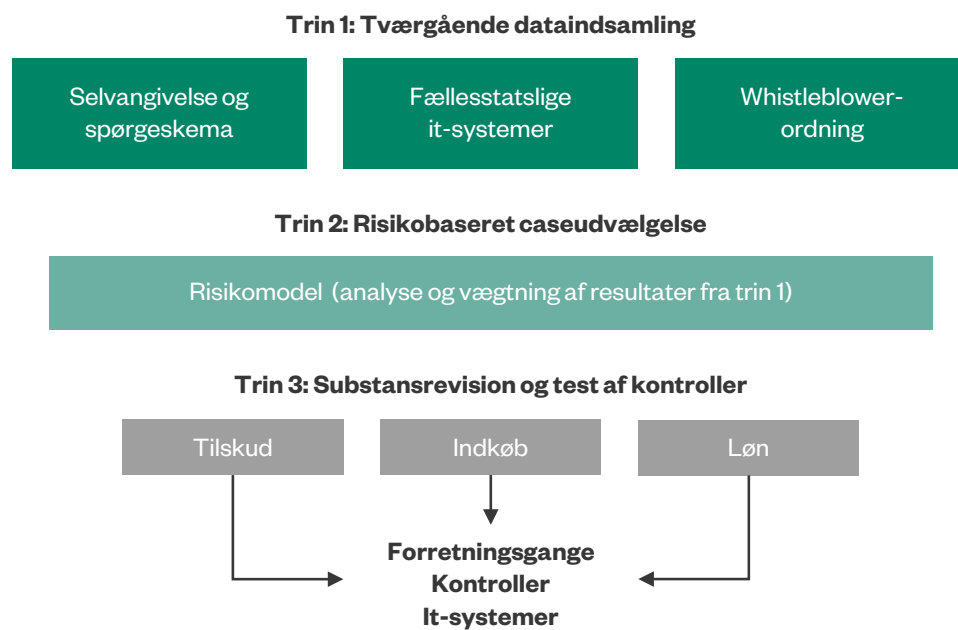 Trin 1: Tværgående dataindsamling
Selvangivelse og
spørgeskema
Fællesstatslige
it-systemer
Whistleblower-
ordning
Trin 2: Risikobaseret caseudvælgelse
Risikomodel (analyse og vægtning af resultater fra trin 1)
Trin 3: Substansrevision og test af kontroller
Tilskud
Indkøb
Løn
Forretningsgange
Kontroller
It-systemer